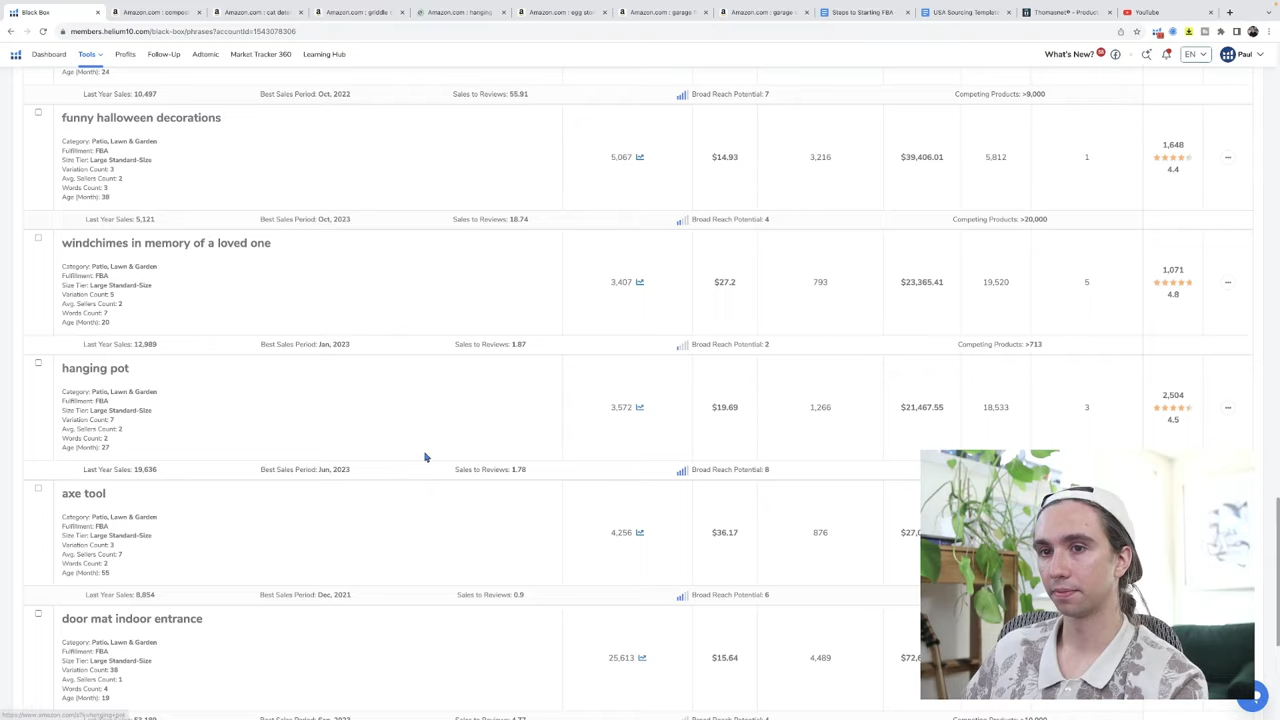 Black Box
Amazon.com : compos
Amazon.com : cat dete
Amazon.com : griddle c
Amazon.com : hanging
Amazon.com : egg stor
Amazon.com : garage f
Amazon.com : garage
Steps to Starting FBA
USA Sourcing Template
Thomasnet® - Product
YouTube
members.helium10.com/black-box/phrases?accountId=1543078306
Dashboard Tools Profits Follow-Up Adtomic Market Tracker 360 Learning Hub What's New? EN Paul
Age (Month): 24
Last Year Sales: 10,497 Best Sales Period: Oct, 2022 Sales to Reviews: 55.91 Broad Reach Potential: 7 Competing Products: >9,000
funny halloween decorations
Category: Patio, Lawn & Garden
Fulfillment: FBA
Size Tier: Large Standard-Size
Variation Count: 3
Avg. Sellers Count: 2
Words Count: 3
Age (Month): 38
5,067 $14.93 3,216 $39,406.01 5,812 1 1,648 4.4
Last Year Sales: 5,121 Best Sales Period: Oct, 2023 Sales to Reviews: 18.74 Broad Reach Potential: 4 Competing Products: >20,000
windchimes in memory of a loved one
Category: Patio, Lawn & Garden
Fulfillment: FBA
Size Tier: Large Standard-Size
Variation Count: 5
Avg. Sellers Count: 2
Words Count: 7
Age (Month): 20
3,407 $27.2 793 $23,365.41 19,520 5 1,071 4.8
Last Year Sales: 12,989 Best Sales Period: Jan, 2023 Sales to Reviews: 1.87 Broad Reach Potential: 2 Competing Products: >713
hanging pot
Category: Patio, Lawn & Garden
Fulfillment: FBA
Size Tier: Large Standard-Size
Variation Count: 7
Avg. Sellers Count: 2
Words Count: 2
Age (Month): 27
3,572 $19.69 1,266 $21,467.55 18,533 3 2,504 4.5
Last Year Sales: 19,636 Best Sales Period: Jun, 2023 Sales to Reviews: 1.78 Broad Reach Potential: 8
axe tool
Category: Patio, Lawn & Garden
Fulfillment: FBA
Size Tier: Large Standard-Size
Variation Count: 3
Avg. Sellers Count: 7
Words Count: 2
Age (Month): 55
4,256 $36.17 876
Last Year Sales: 8,854 Best Sales Period: Dec, 2021 Sales to Reviews: 0.9 Broad Reach Potential: 6
door mat indoor entrance
Category: Patio, Lawn & Garden
Fulfillment: FBA
Size Tier: Large Standard-Size
Variation Count: 38
Avg. Sellers Count: 1
Words Count: 4
Age (Month): 19
25,613 $15.64 4,489
https://www.amazon.com/s?k=hanging+pot